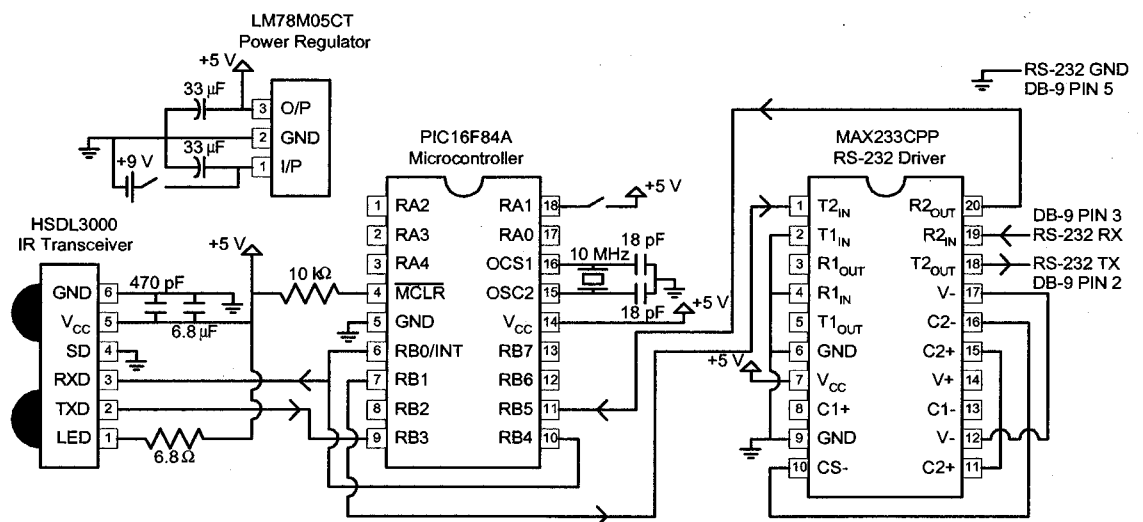 LM78M05CT
Power Regulator
+5 V
33 µF
3 O/P
2 GND
33 µF
1 I/P
+9 V
RS-232 GND
DB-9 PIN 5
PIC16F84A
Microcontroller
MAX233CPP
RS-232 Driver
HSDL3000
IR Transceiver
+5 V
10 kΩ
470 pF
6.8 µF
6 GND
5 VCC
4 SD
3 RXD
2 TXD
1 LED
6.8 Ω
1 RA2
2 RA3
3 RA4
4 MCLR
5 GND
6 RB0/INT
7 RB1
8 RB2
9 RB3
RA1 18
RA0 17
OCS1 16
OSC2 15
VCC 14
RB7 13
RB6 12
RB5 11
RB4 10
+5 V
10 MHz
18 pF
18 pF
+5 V
+5 V
1 T2IN
2 T1IN
3 R1OUT
4 R1IN
5 T1OUT
6 GND
7 VCC
8 C1+
9 GND
10 CS-
R2OUT 20
R2IN 19
T2OUT 18
V- 17
C2- 16
C2+ 15
V+ 14
C1- 13
V- 12
C2+ 11
DB-9 PIN 3
RS-232 RX
RS-232 TX
DB-9 PIN 2